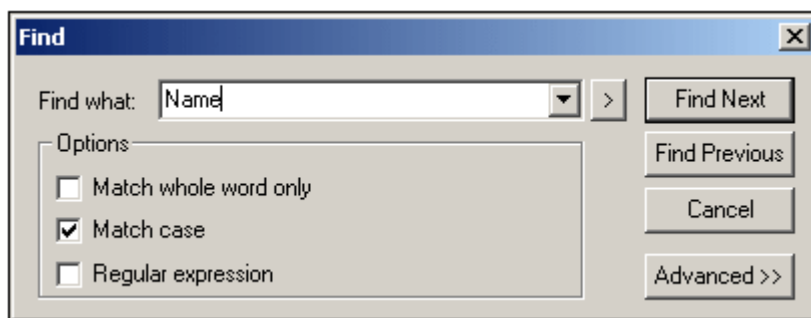 Find
Find what: Name > Find Next
Options
Find Previous
Match whole word only
Cancel
Match case
Regular expression
Advanced >>